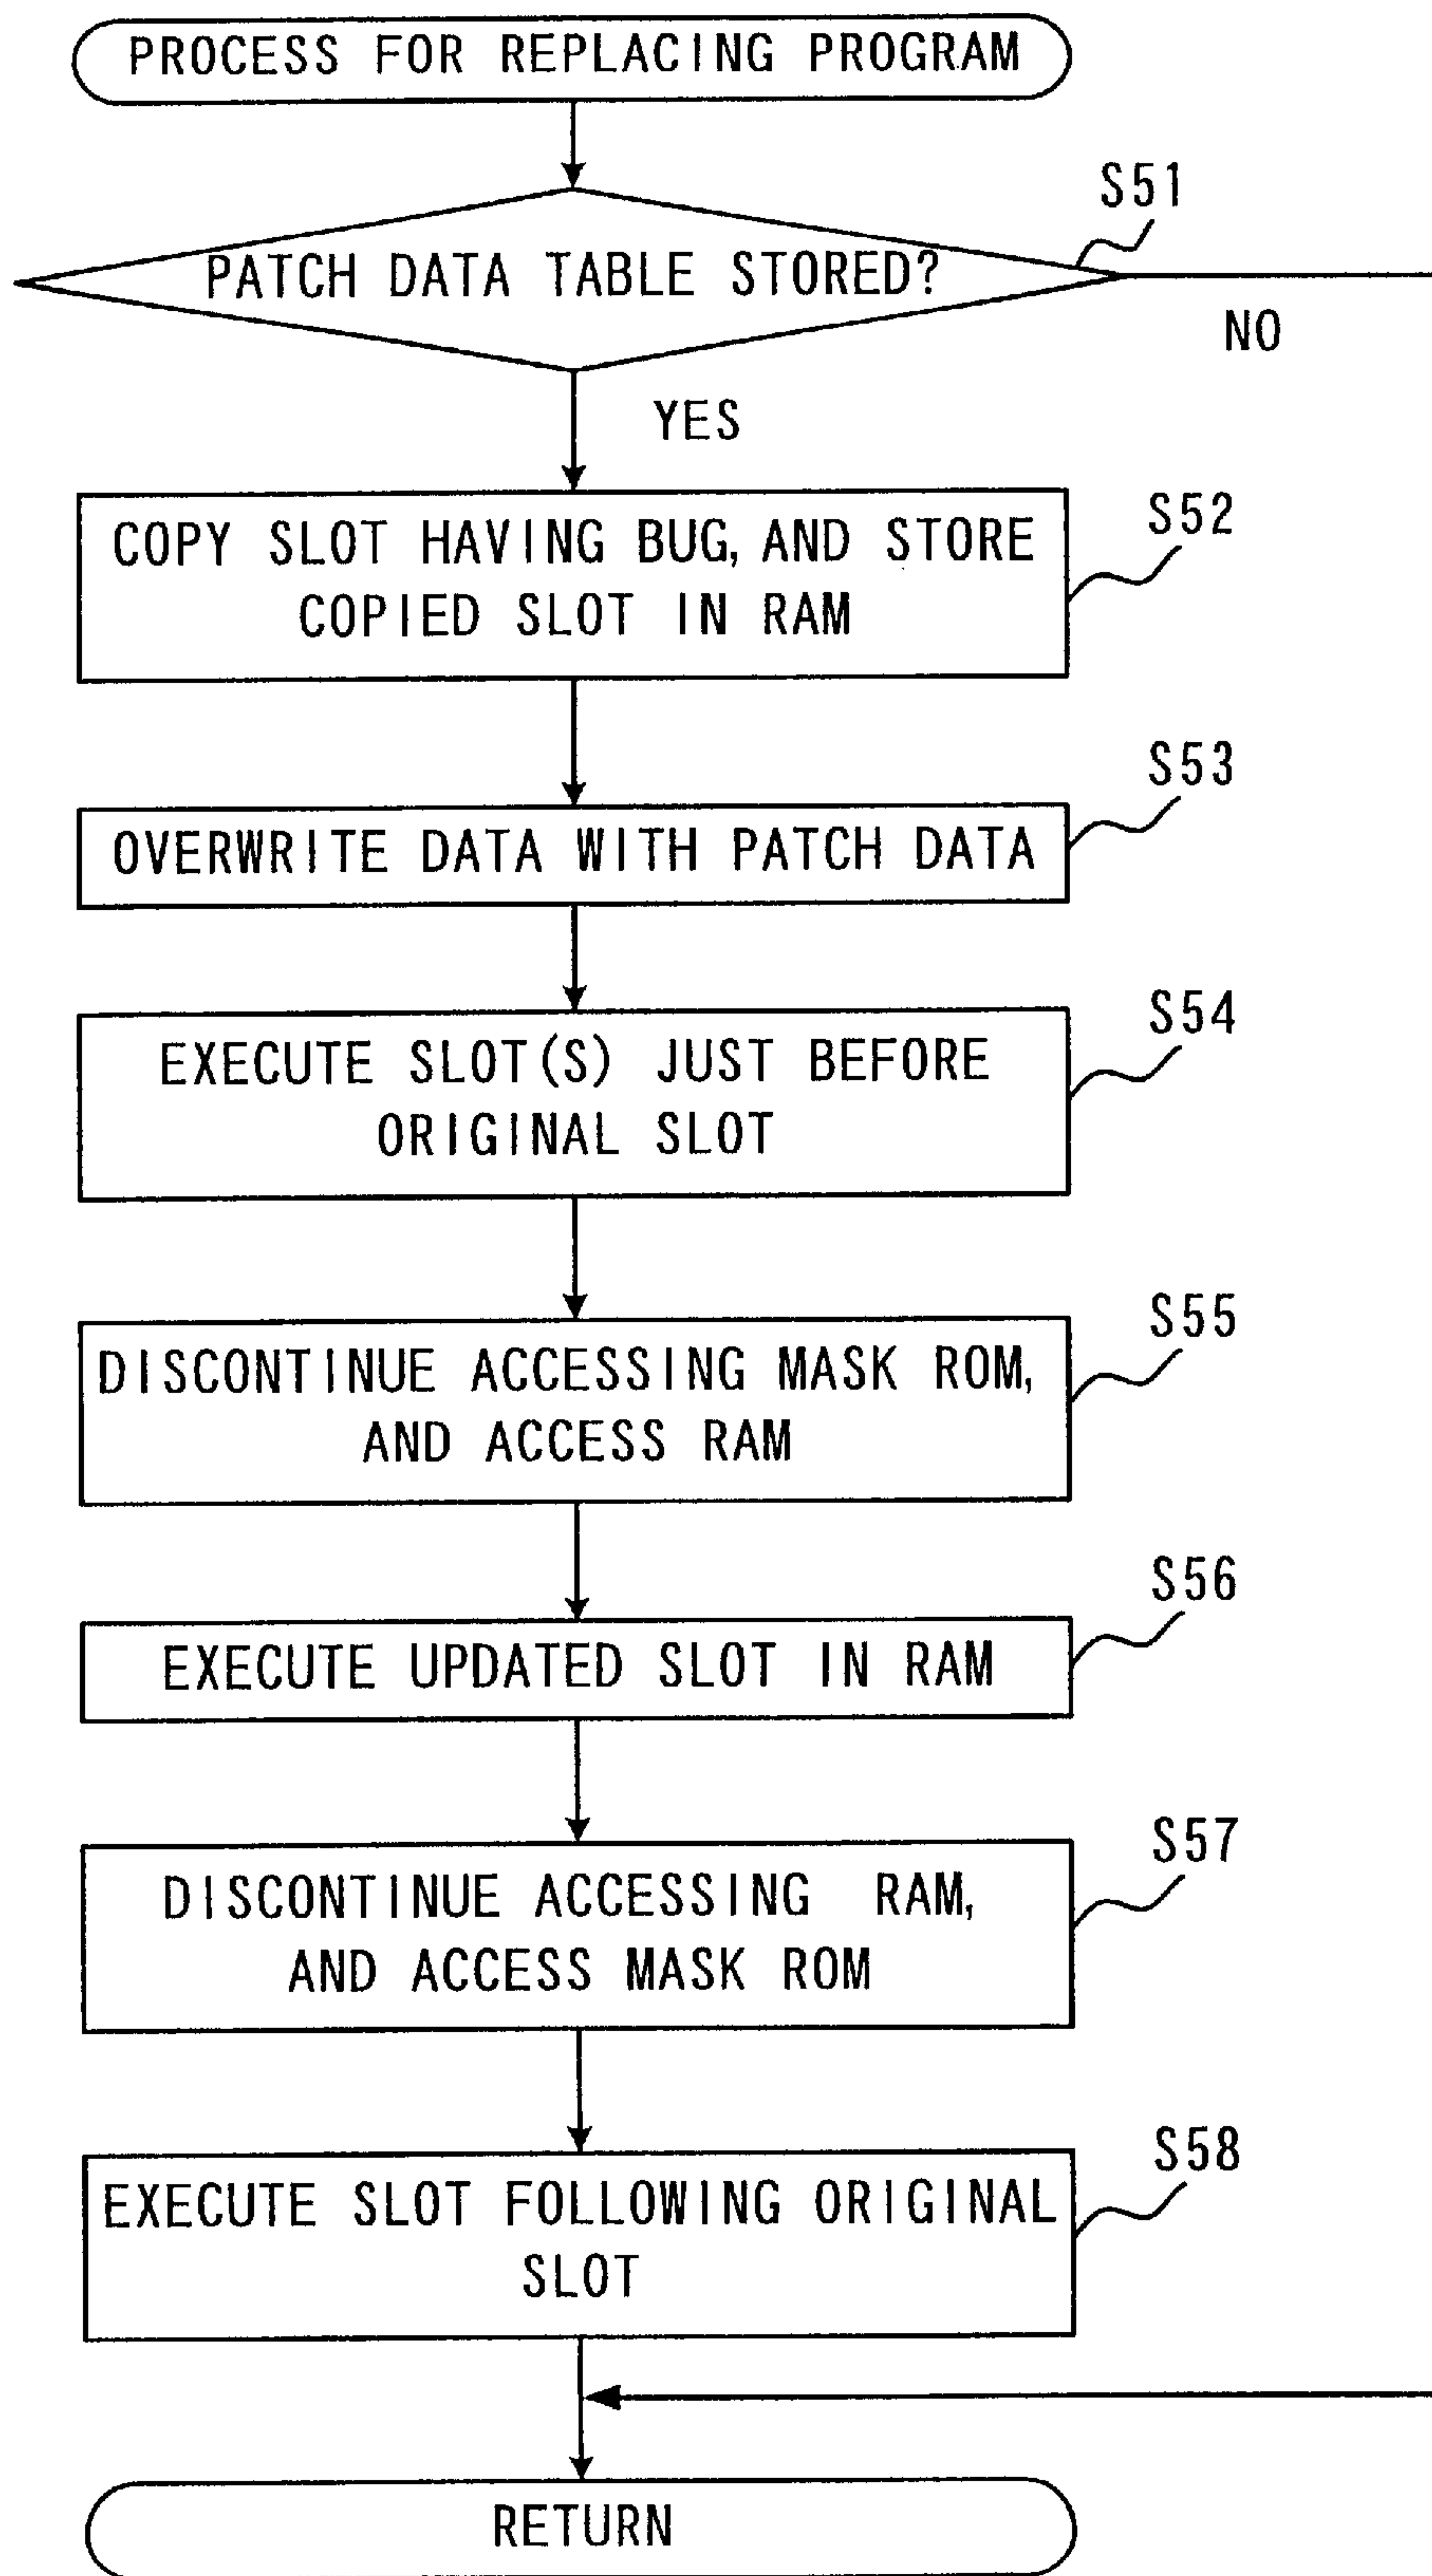 PROCESS FOR REPLACING PROGRAM
S51
PATCH DATA TABLE STORED?
NO
YES
S52
COPY SLOT HAVING BUG, AND STORE
COPIED SLOT IN RAM
S53
OVERWRITE DATA WITH PATCH DATA
S54
EXECUTE SLOT(S) JUST BEFORE
ORIGINAL SLOT
S55
DISCONTINUE ACCESSING MASK ROM,
AND ACCESS RAM
S56
EXECUTE UPDATED SLOT IN RAM
S57
DISCONTINUE ACCESSING RAM,
AND ACCESS MASK ROM
S58
EXECUTE SLOT FOLLOWING ORIGINAL
SLOT
RETURN